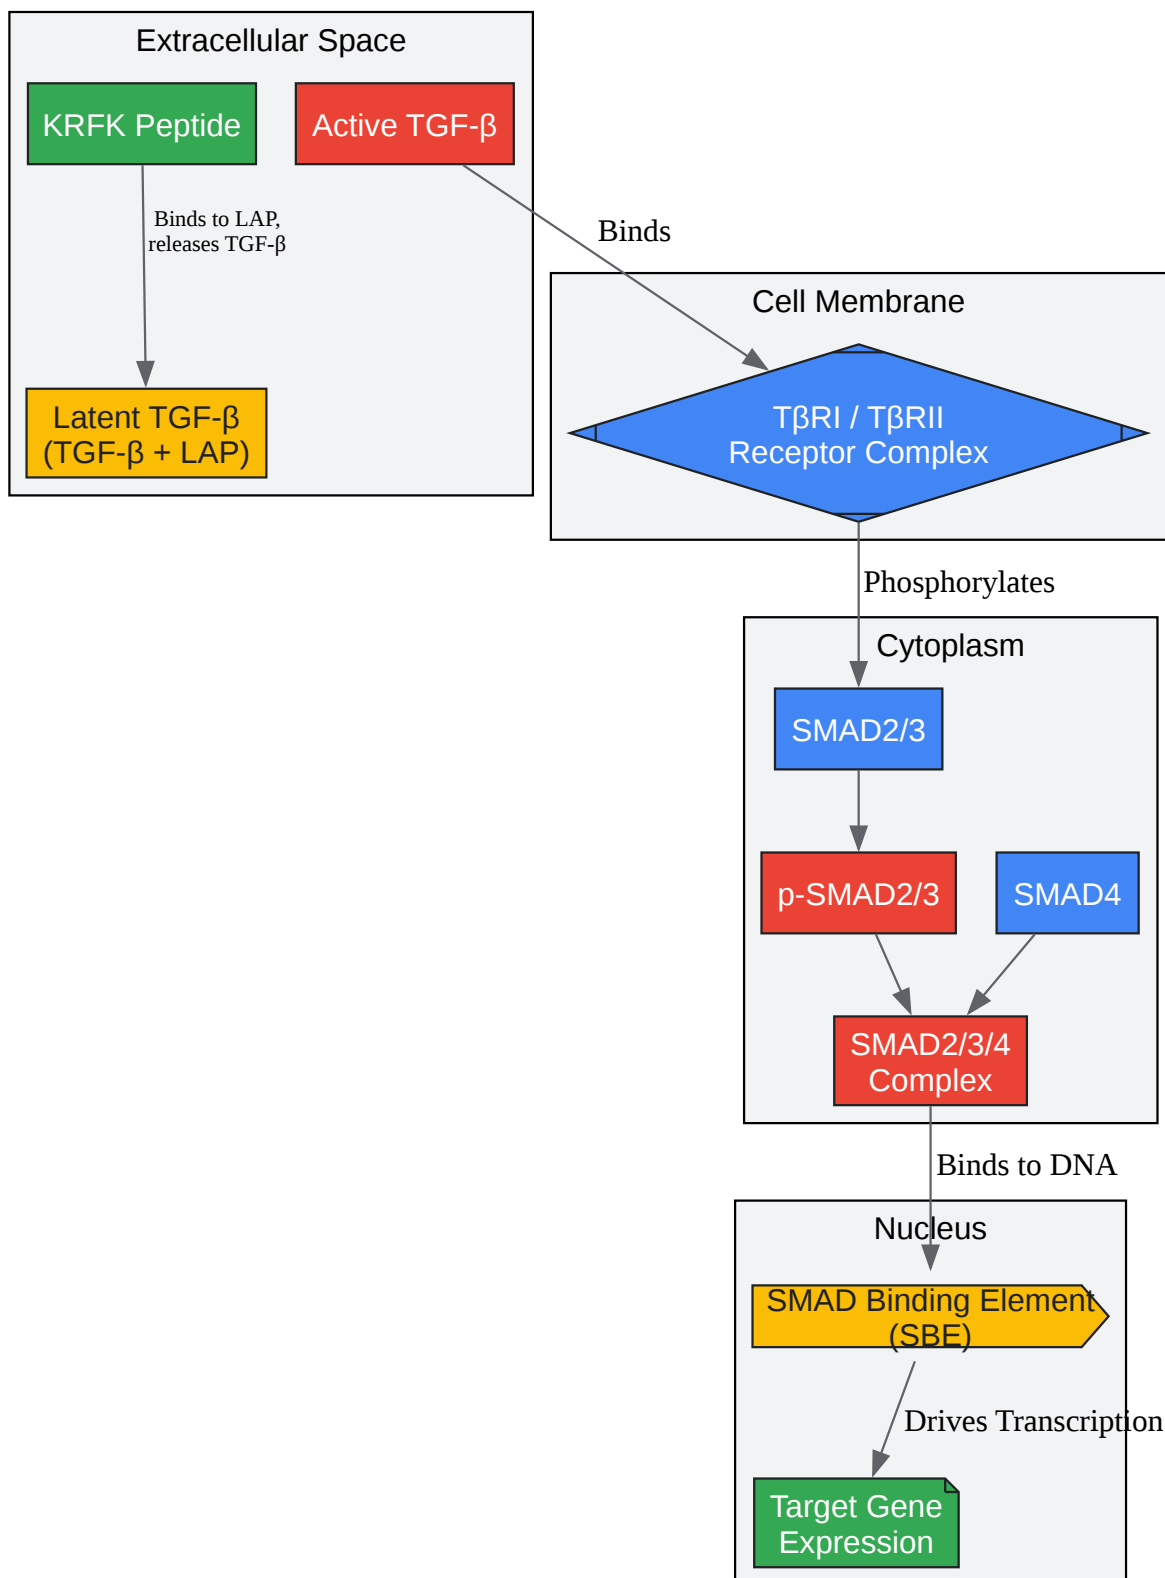 Extracellular Space
KRFK Peptide
Active TGF-β
Binds to LAP,
releases TGF-β
Binds
Latent TGF-β
(TGF-β + LAP)
Cell Membrane
TβRI / TβRII
Receptor Complex
Phosphorylates
Cytoplasm
SMAD2/3
p-SMAD2/3
SMAD4
SMAD2/3/4
Complex
Binds to DNA
Nucleus
SMAD Binding Element
(SBE)
Drives Transcription
Target Gene
Expression